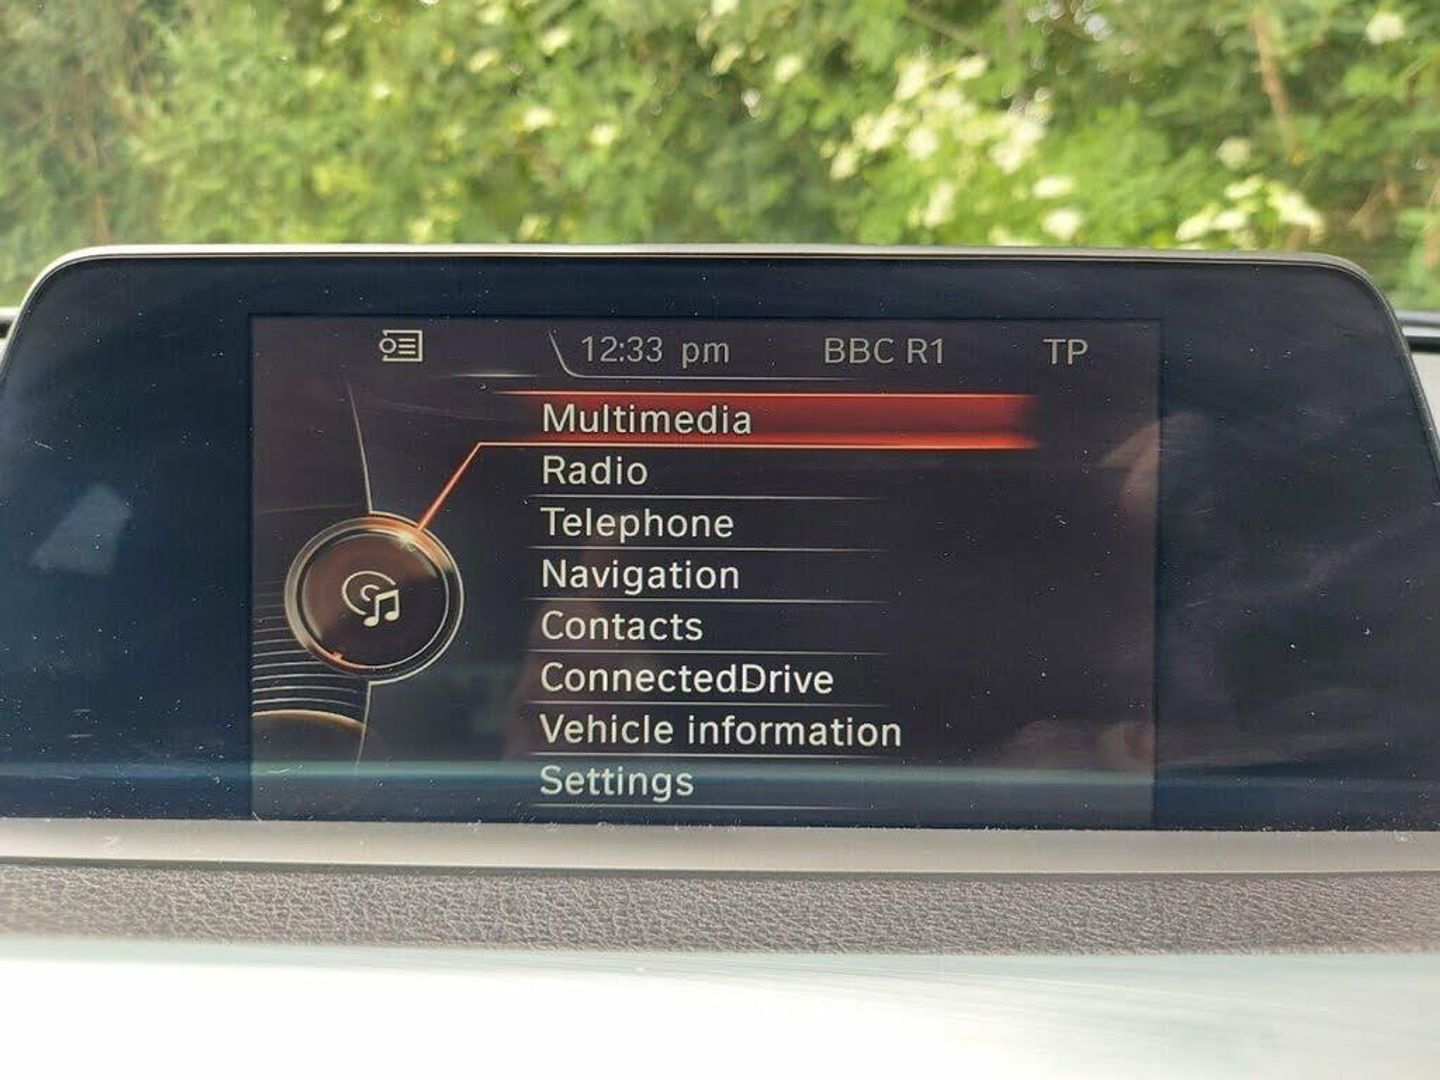 12:33 pm BBC R1 TP
Multimedia
Radio
Telephone
Navigation
Contacts
ConnectedDrive
Vehicle information
Settings